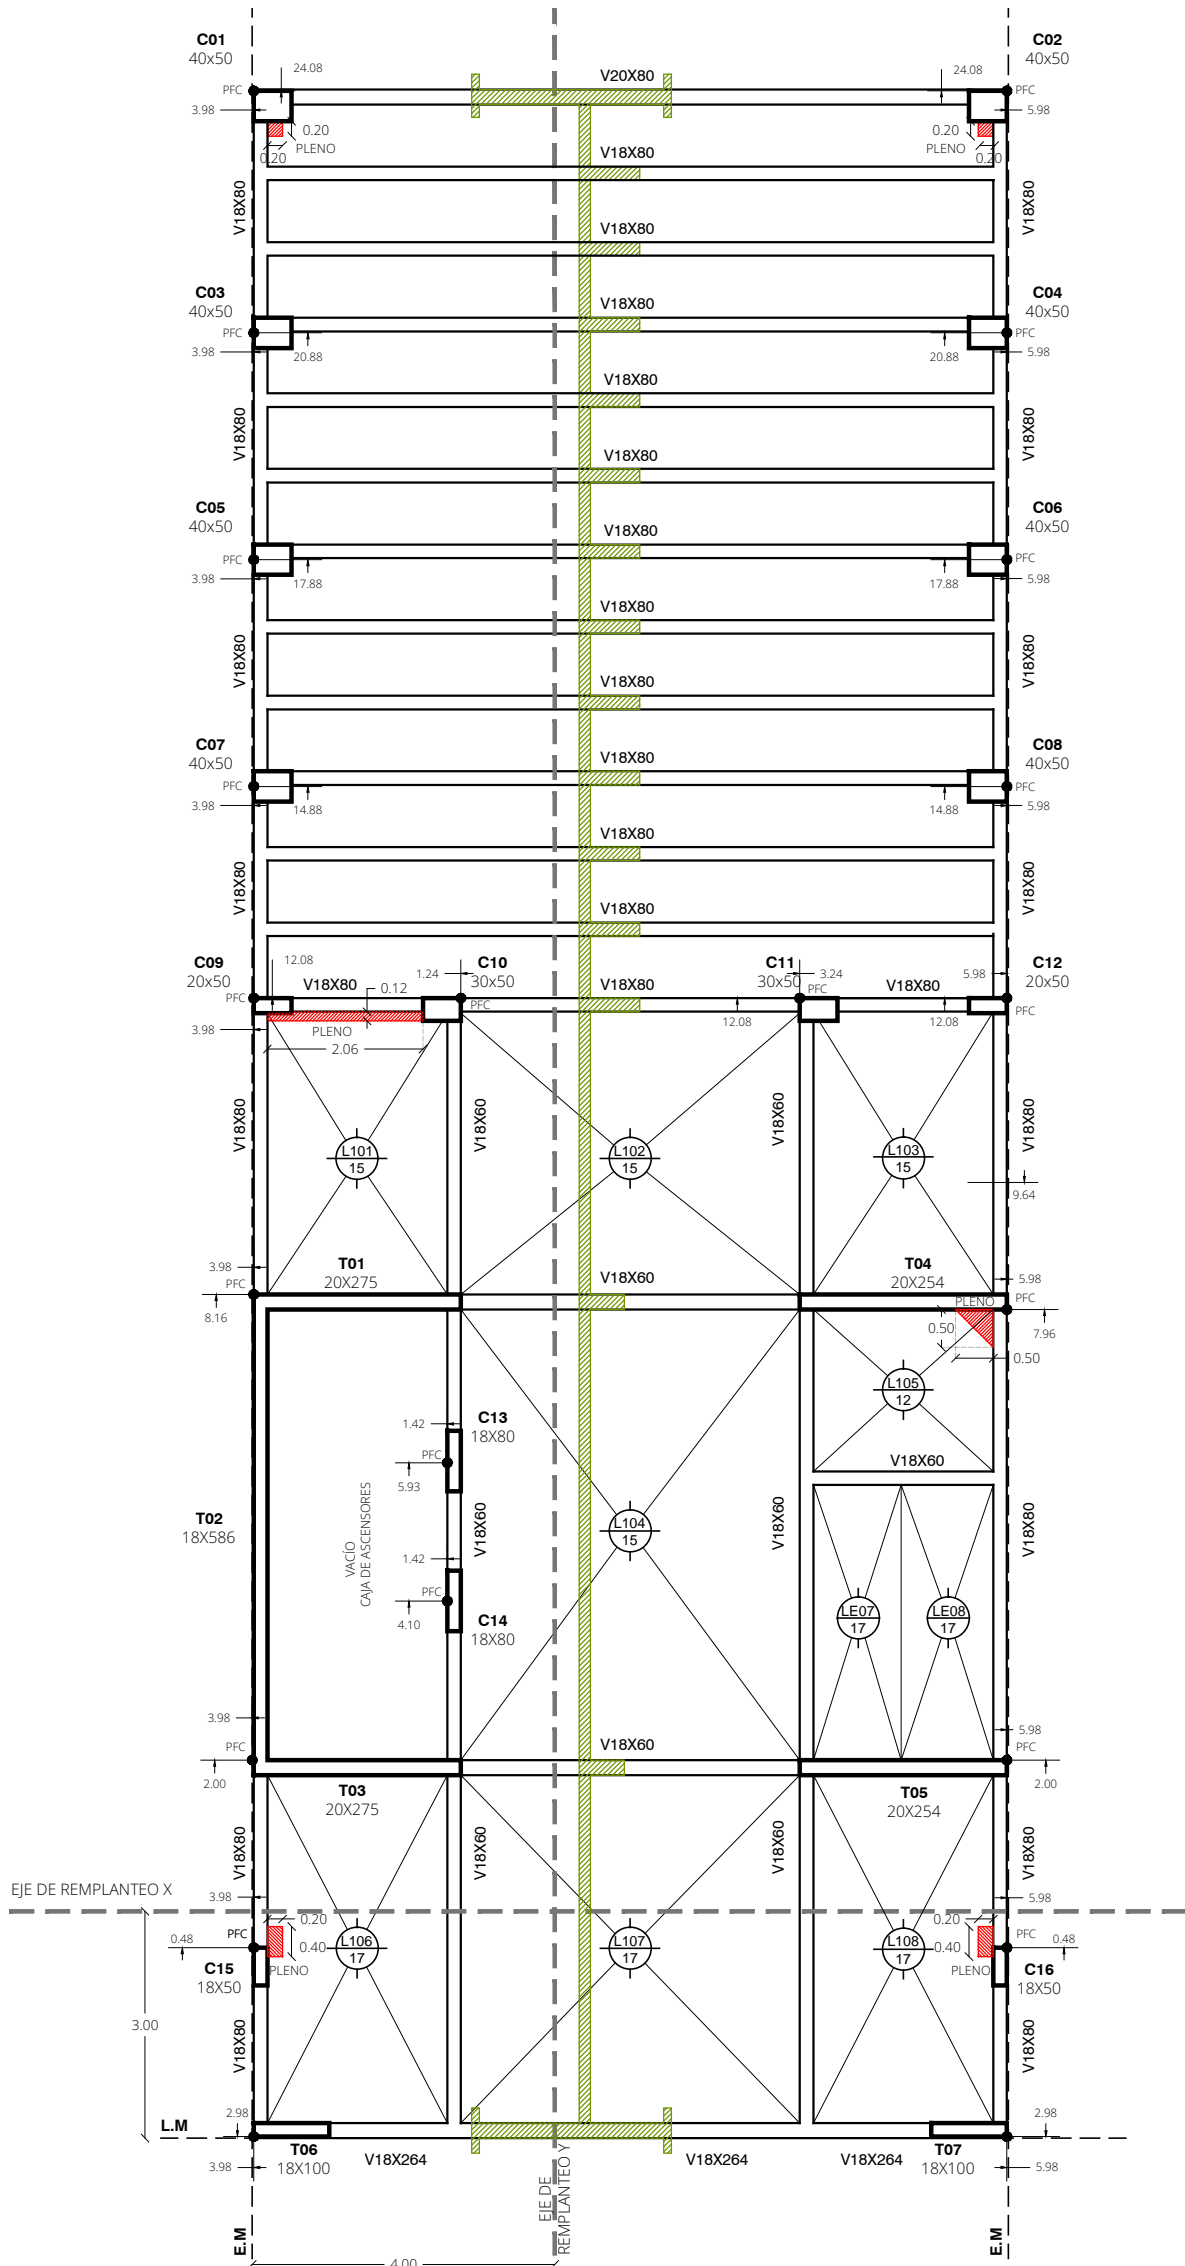 C01
40x50
24.08
PFC
3.98
0.20
PLENO
0.20
V20X80
C02
40x50
24.08
PFC
5.98
0.20
PLENO
0.20
V18X80
V18X80
V18X80
V18X80
C03
40x50
PFC
3.98
20.88
V18X80
C04
40x50
PFC
5.98
20.88
V18X80
V18X80
V18X80
V18X80
C05
40x50
PFC
3.98
17.88
V18X80
C06
40x50
PFC
5.98
17.88
V18X80
V18X80
V18X80
V18X80
C07
40x50
PFC
3.98
14.88
V18X80
C08
40x50
PFC
5.98
14.88
V18X80
V18X80
V18X80
V18X80
C09
20x50
12.08
PFC
3.98
V18X80
0.12
PLENO
2.06
1.24
C10
30x50
PFC
V18X80
12.08
C11
30x50
3.24
PFC
V18X80
12.08
5.98
C12
20x50
PFC
V18X80
V18X60
V18X60
V18X80
L101
15
L102
15
L103
15
9.64
3.98
PFC
8.16
T01
20X275
V18X60
T04
20X254
5.98
PFC
7.96
PLENO
0.50
0.50
L105
12
V18X60
1.42
C13
18X80
PFC
5.93
T02
18X586
VACÍO
CAJA DE ASCENSORES
V18X60
L104
15
V18X60
V18X80
1.42
PFC
4.10
C14
18X80
LE07
17
LE08
17
3.98
PFC
2.00
V18X60
5.98
PFC
2.00
T03
20X275
T05
20X254
V18X80
V18X60
V18X60
V18X80
EJE DE REMPLANTEO X
3.98
5.98
0.48
PFC
0.20
0.40
PLENO
C15
18X50
L106
17
L107
17
L108
17
0.20
0.40
PLENO
PFC
0.48
C16
18X50
3.00
V18X80
V18X80
L.M
2.98
2.98
T06
18X100
3.98
V18X264
V18X264
V18X264
T07
18X100
5.98
E.M
EJE DE
REMPLANTEO Y
E.M
4.00